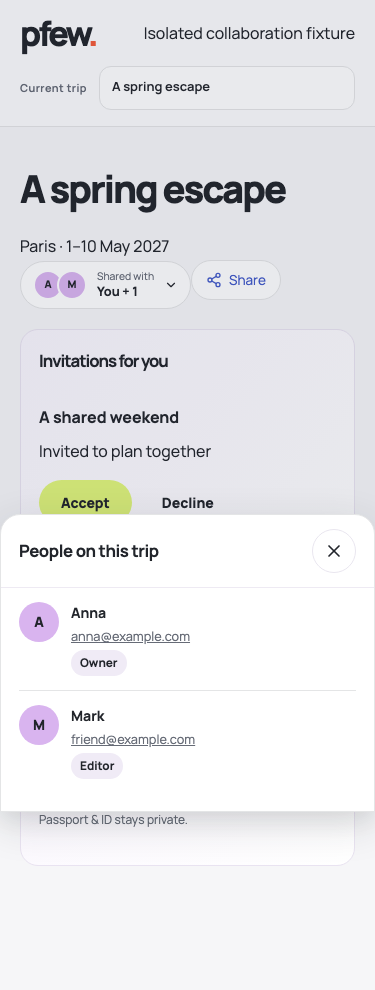 pfew.
Isolated collaboration fixture
Current trip
A spring escape
A spring escape
Paris · 1–10 May 2027
A M
Shared with
You + 1
Share
Invitations for you
A shared weekend
Invited to plan together
Accept Decline
People on this trip
A
Anna
anna@example.com
Owner
M
Mark
friend@example.com
Editor
Passport & ID stays private.